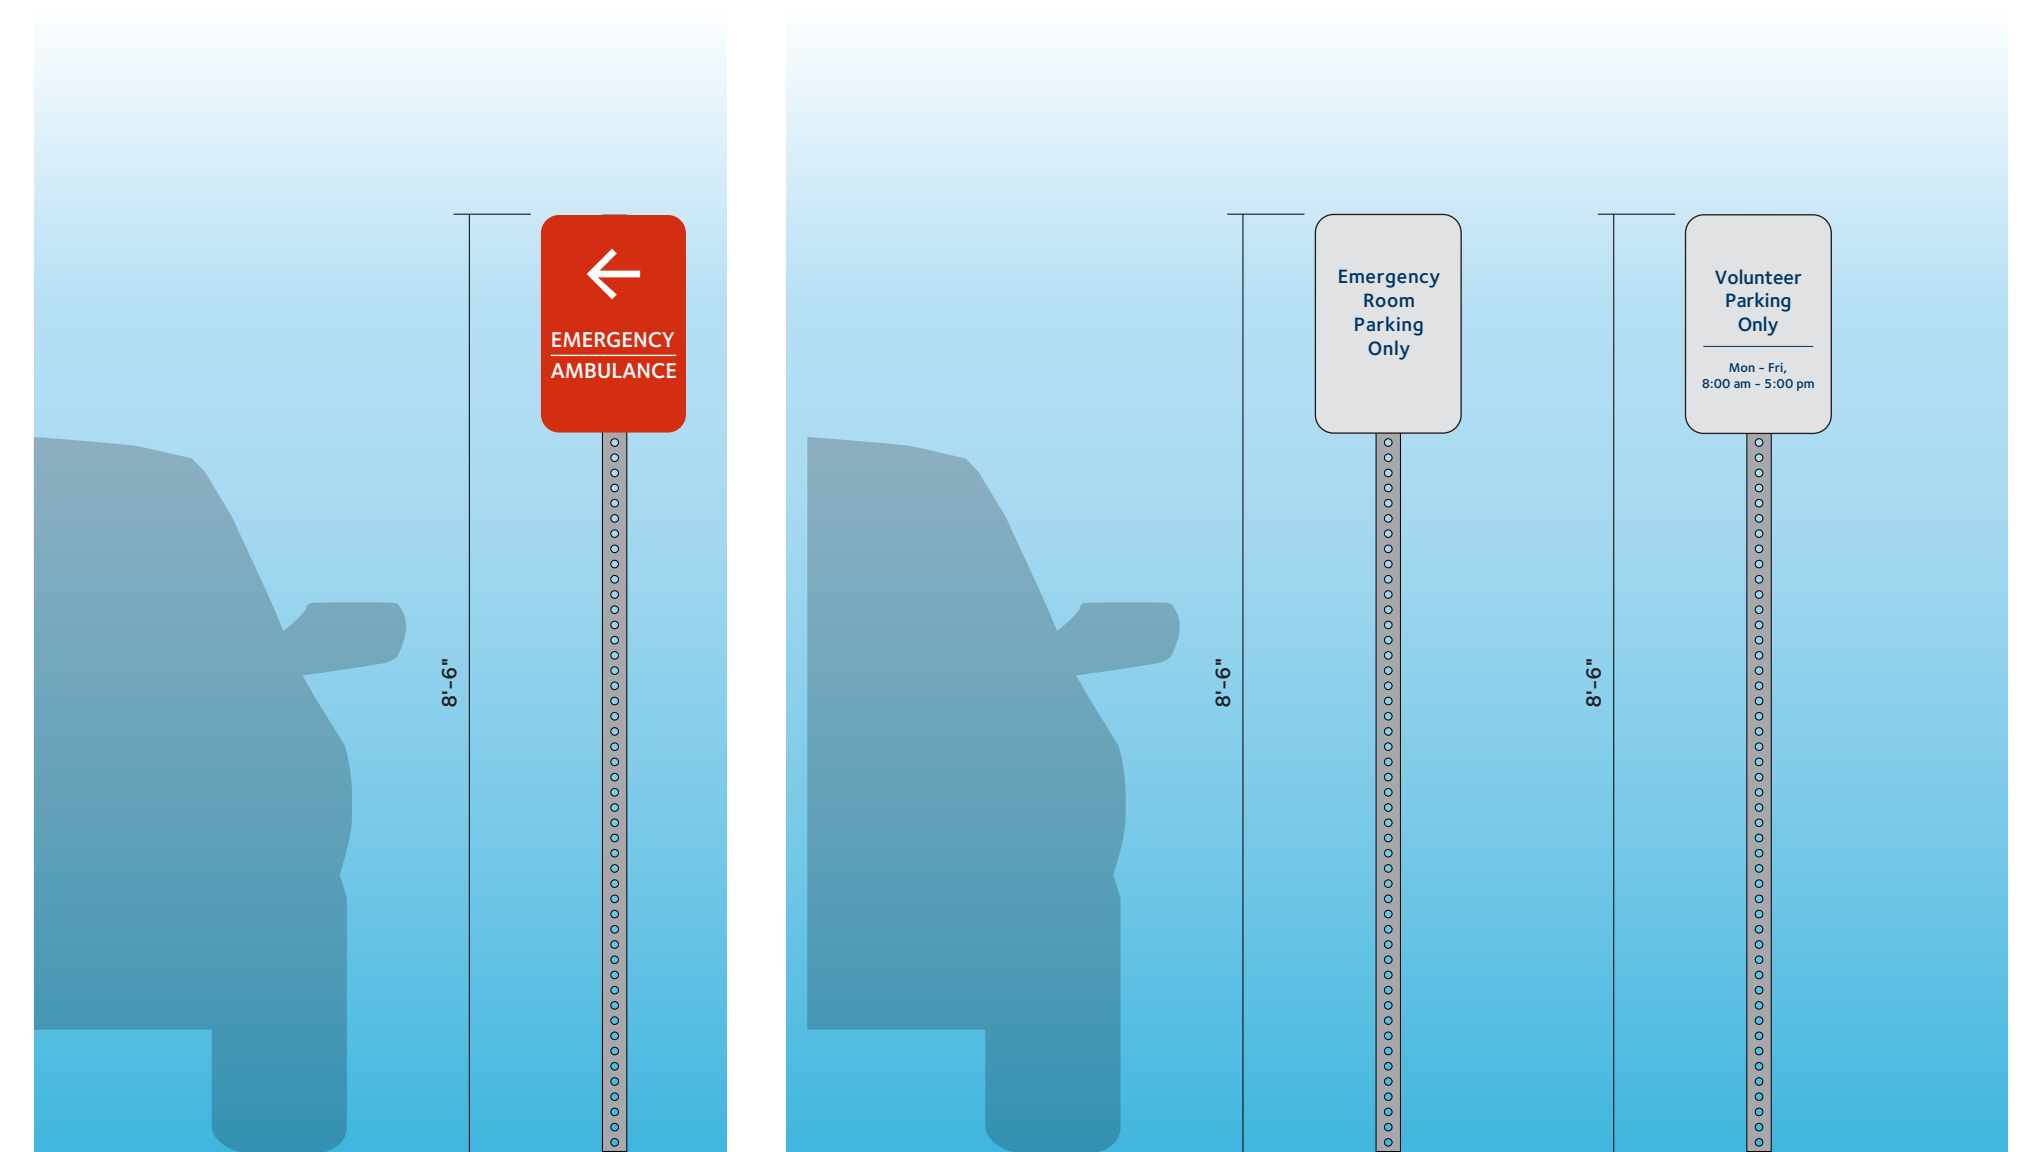 EMERGENCY
AMBULANCE
8'-6"
Emergency
Room
Parking
Only
8'-6"
Volunteer
Parking
Only
Mon - Fri,
8:00 am - 5:00 pm
8'-6"